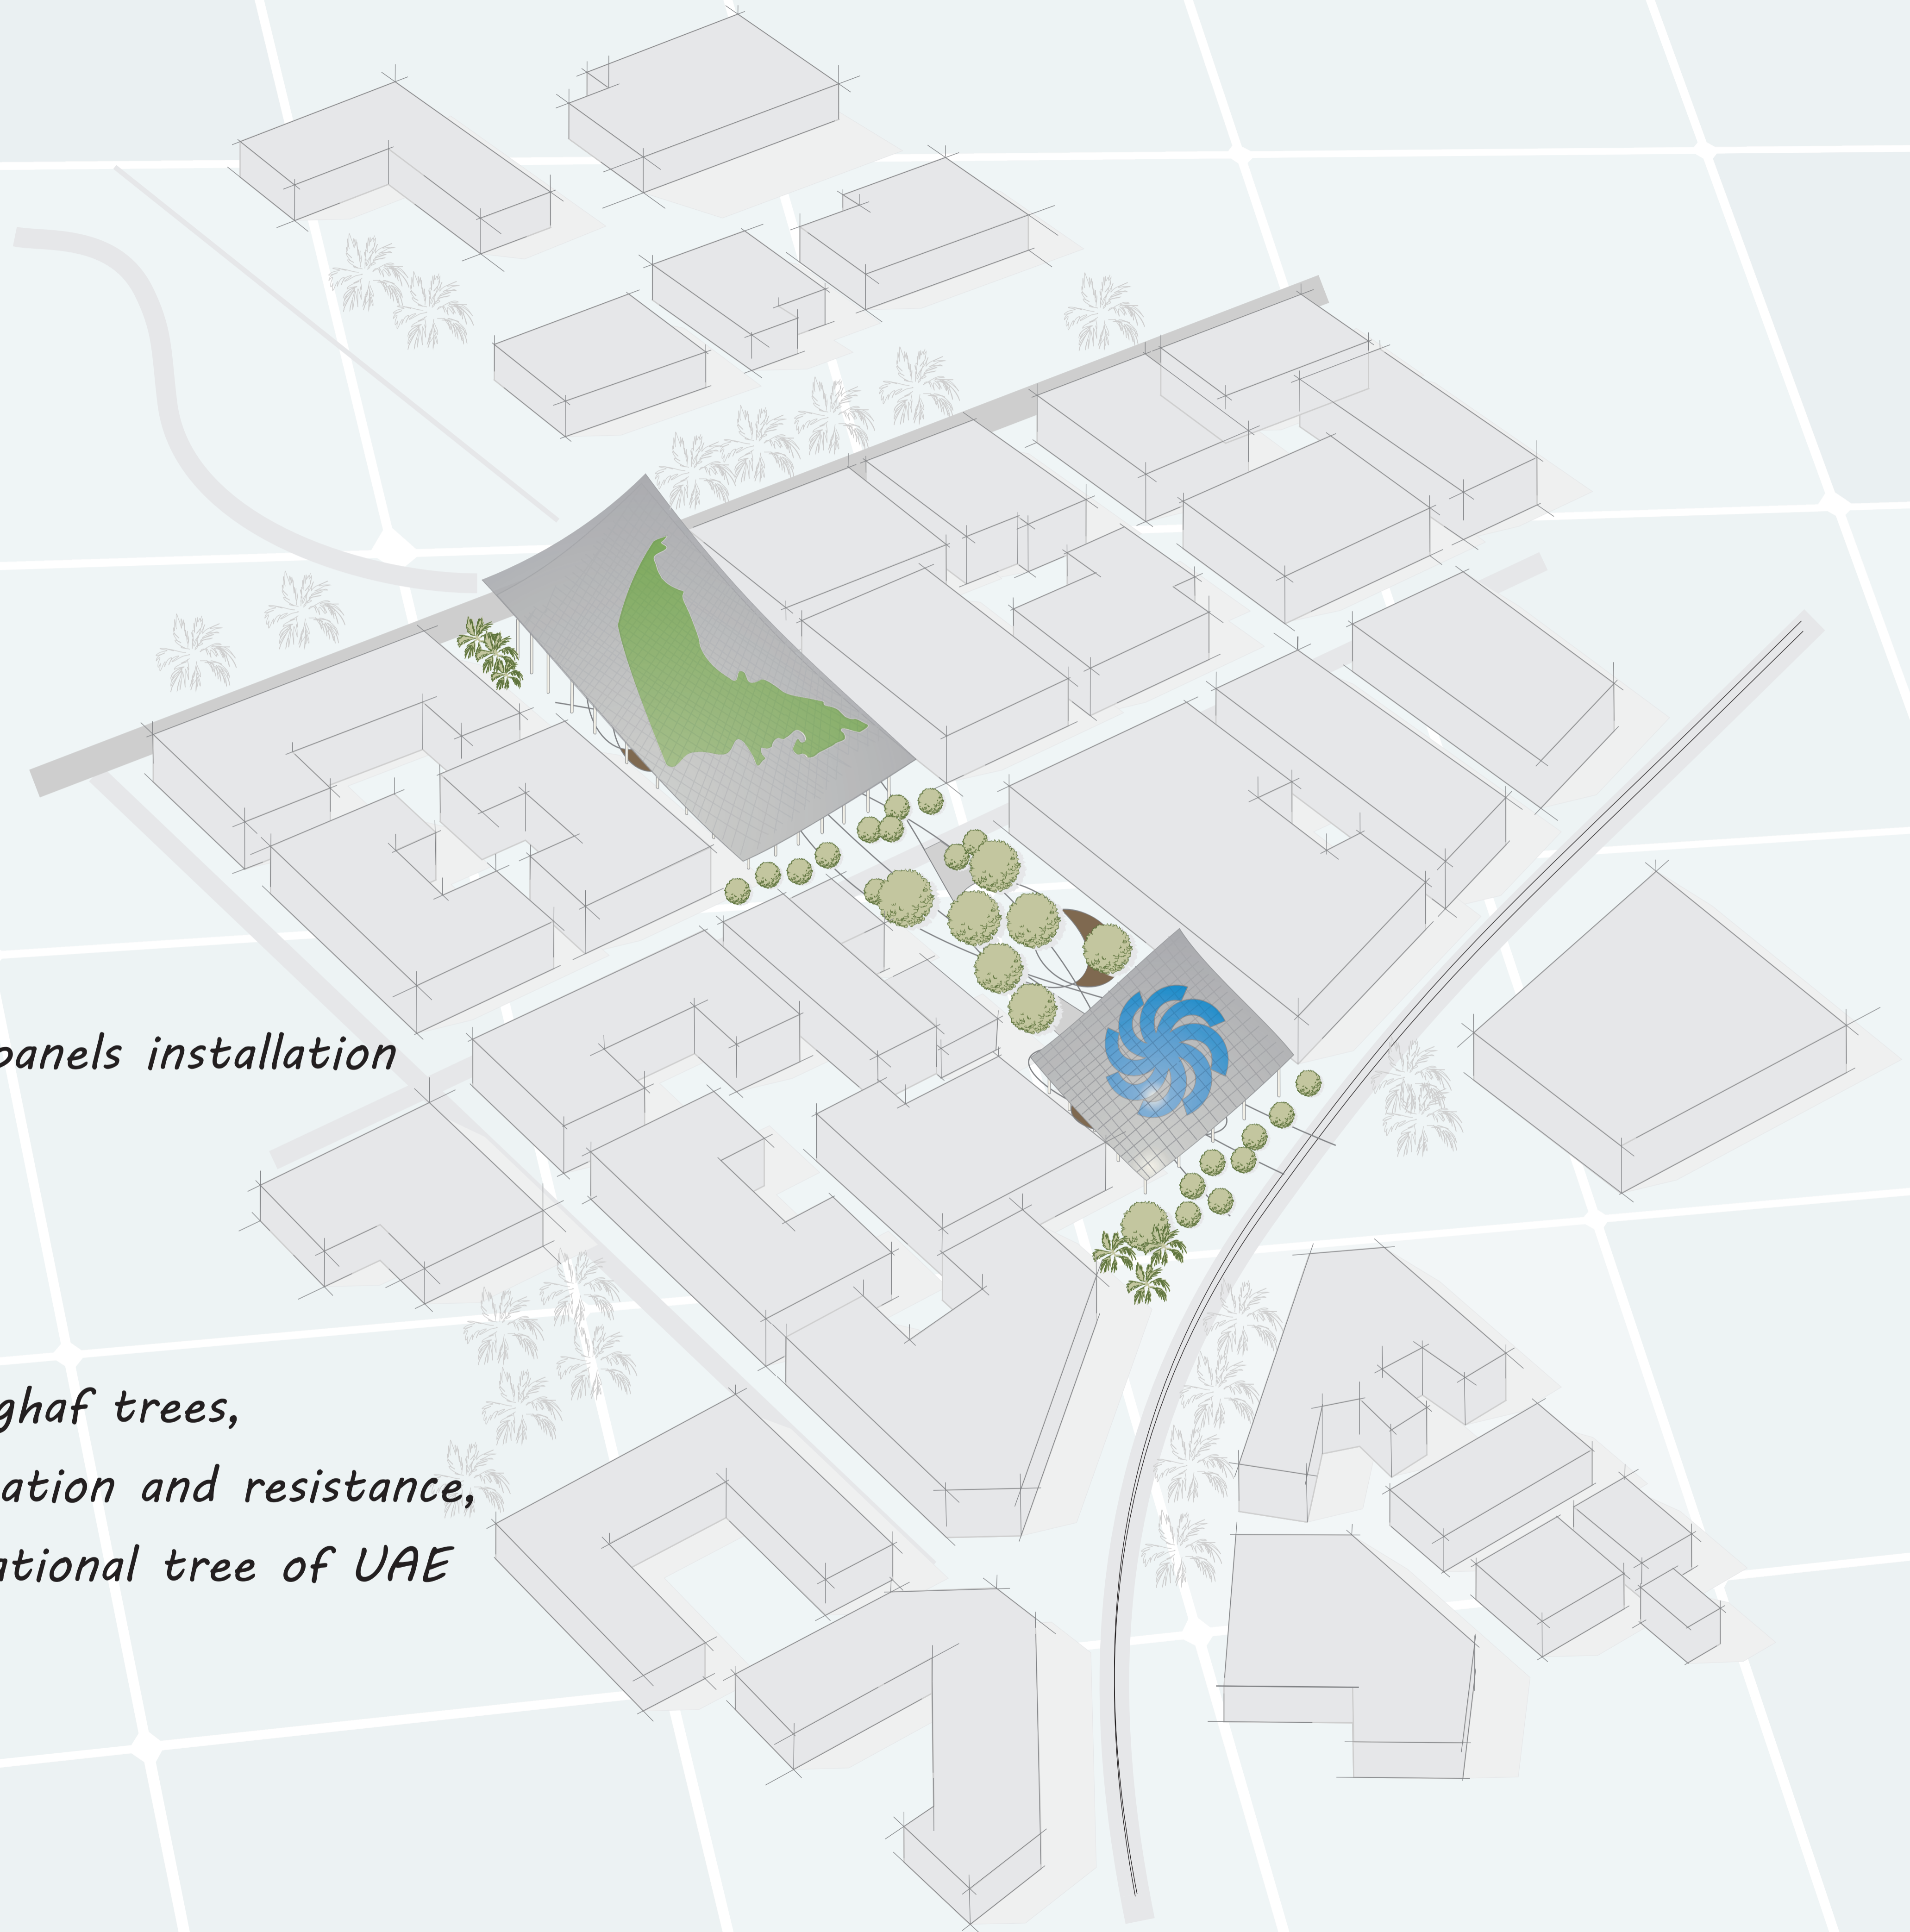 panels installation
ghaf trees,
ation and resistance,
ational tree of UAE